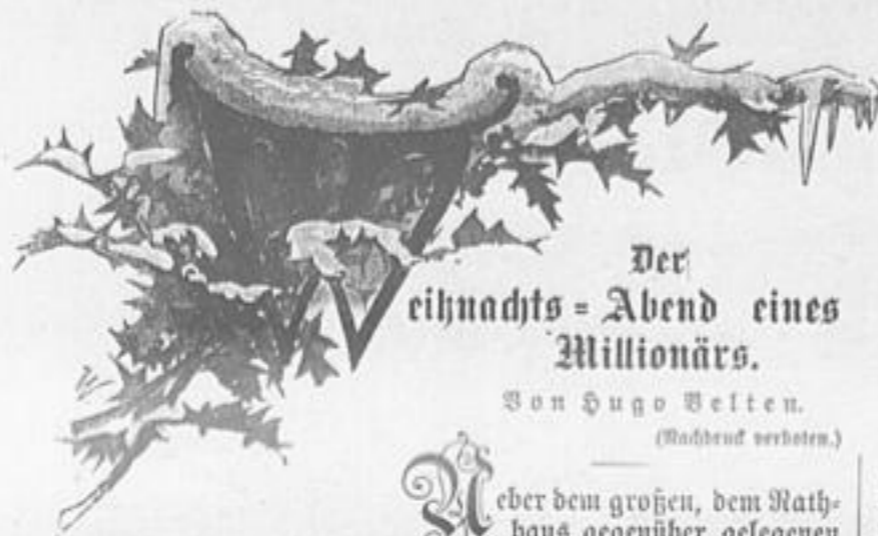 Der
Weihnachts = Abend eines
Millionärs.
Von Hugo Velten.
(Nachdruck verboten.)
Ueber dem großen, dem Rath=
haus gegenüber gelegenen